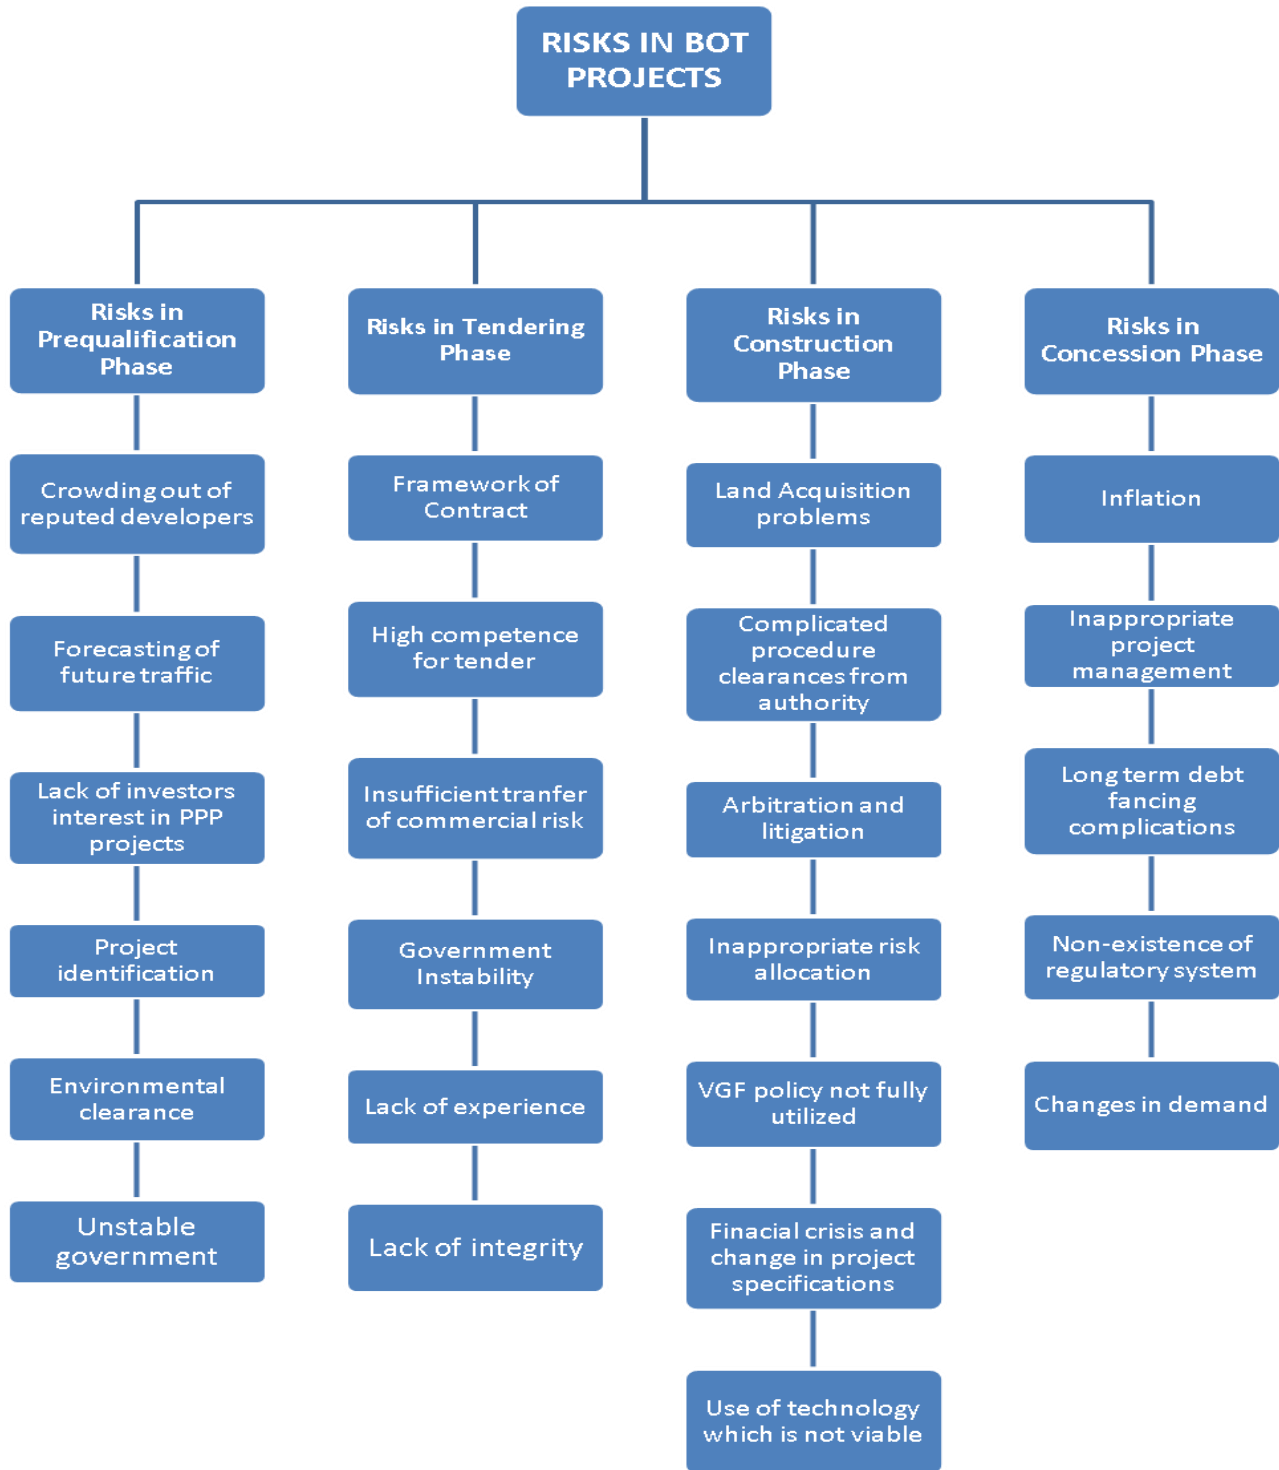 RISKS IN BOT
PROJECTS
Risks in
Prequalification
Phase
Crowding out of
reputed developers
Forecasting of
future traffic
Lack of investors
interest in PPP
projects
Project
identification
Environmental
clearance
Unstable
government
Risks in Tendering
Phase
Framework of
Contract
High competence
for tender
Insufficient tranfer
of commercial risk
Government
Instability
Lack of experience
Lack of integrity
Risks in
Construction
Phase
Land Acquisition
problems
Complicated
procedure
clearances from
authority
Arbitration and
litigation
Inappropriate risk
allocation
VGF policy not fully
utilized
Finacial crisis and
change in project
specifications
Use of technology
which is not viable
Risks in
Concession Phase
Inflation
Inappropriate
project
management
Long term debt
fancing
complications
Non-existence of
regulatory system
Changes in demand